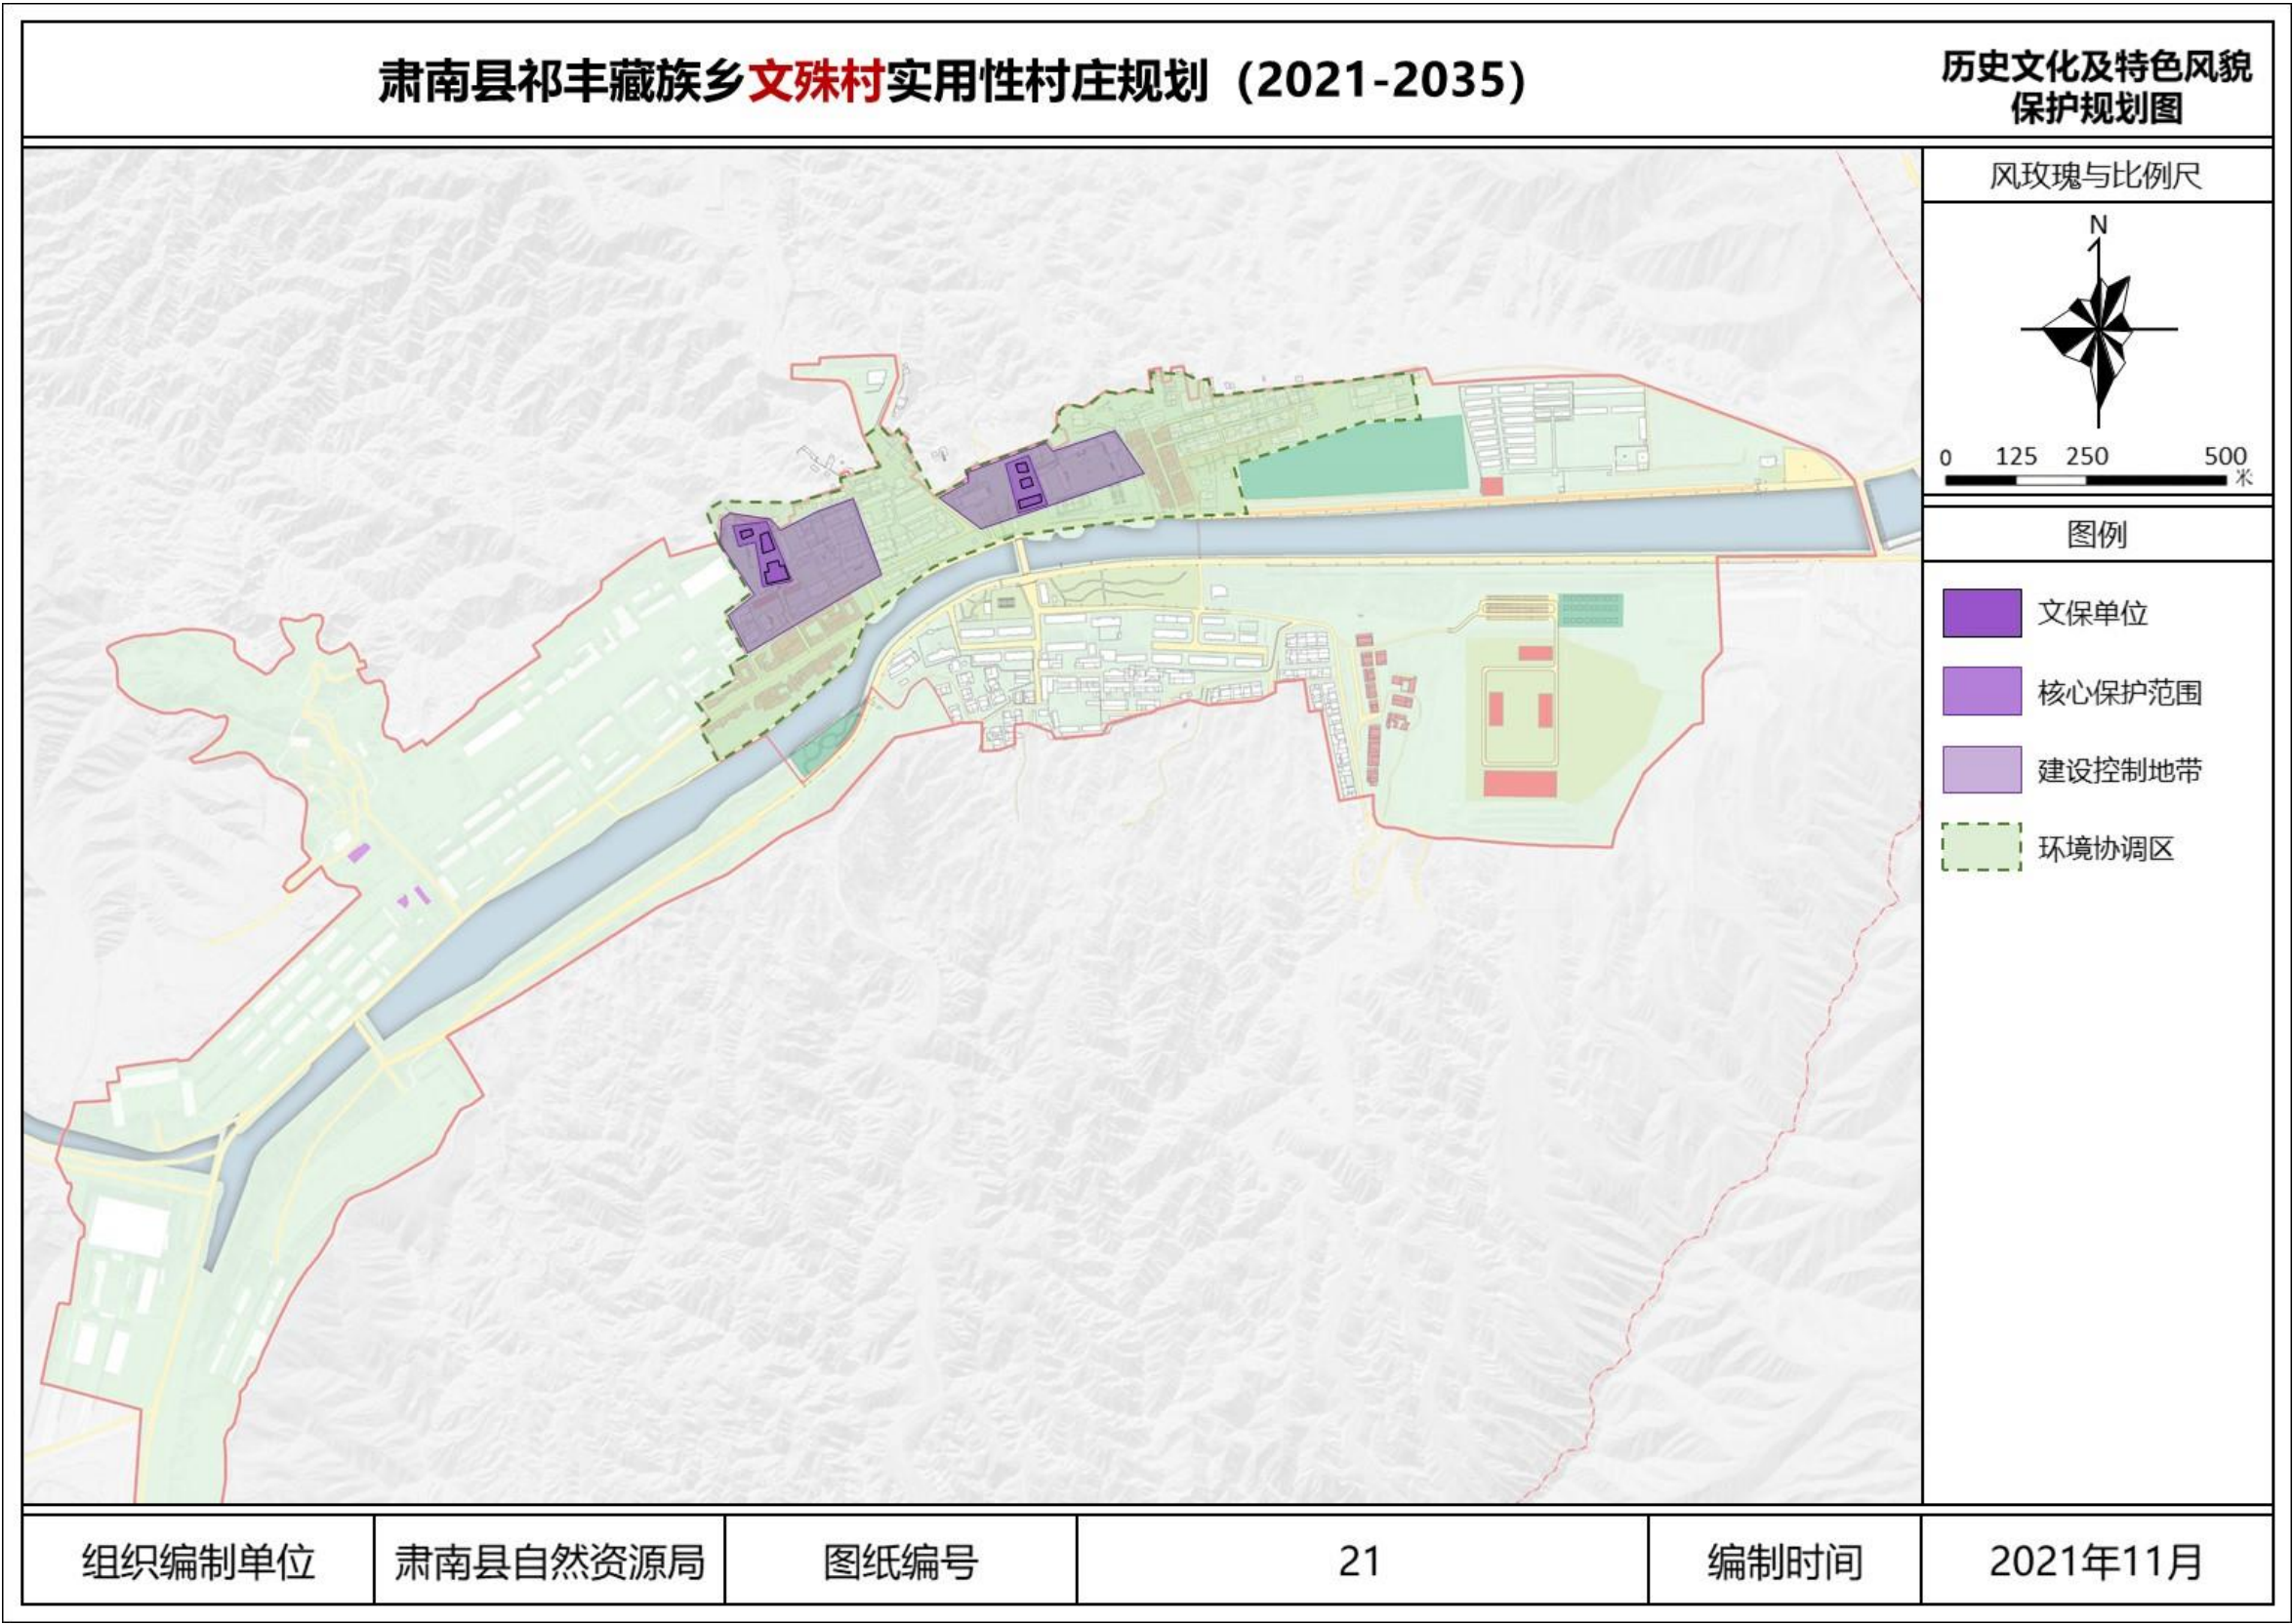 肃南县祁丰藏族乡文殊村实用性村庄规划（2021-2035）
历史文化及特色风貌
保护规划图
风玫瑰与比例尺
N
0 125 250 500
米
图例
文保单位
核心保护范围
建设控制地带
环境协调区
组织编制单位 肃南县自然资源局 图纸编号 21 编制时间 2021年11月